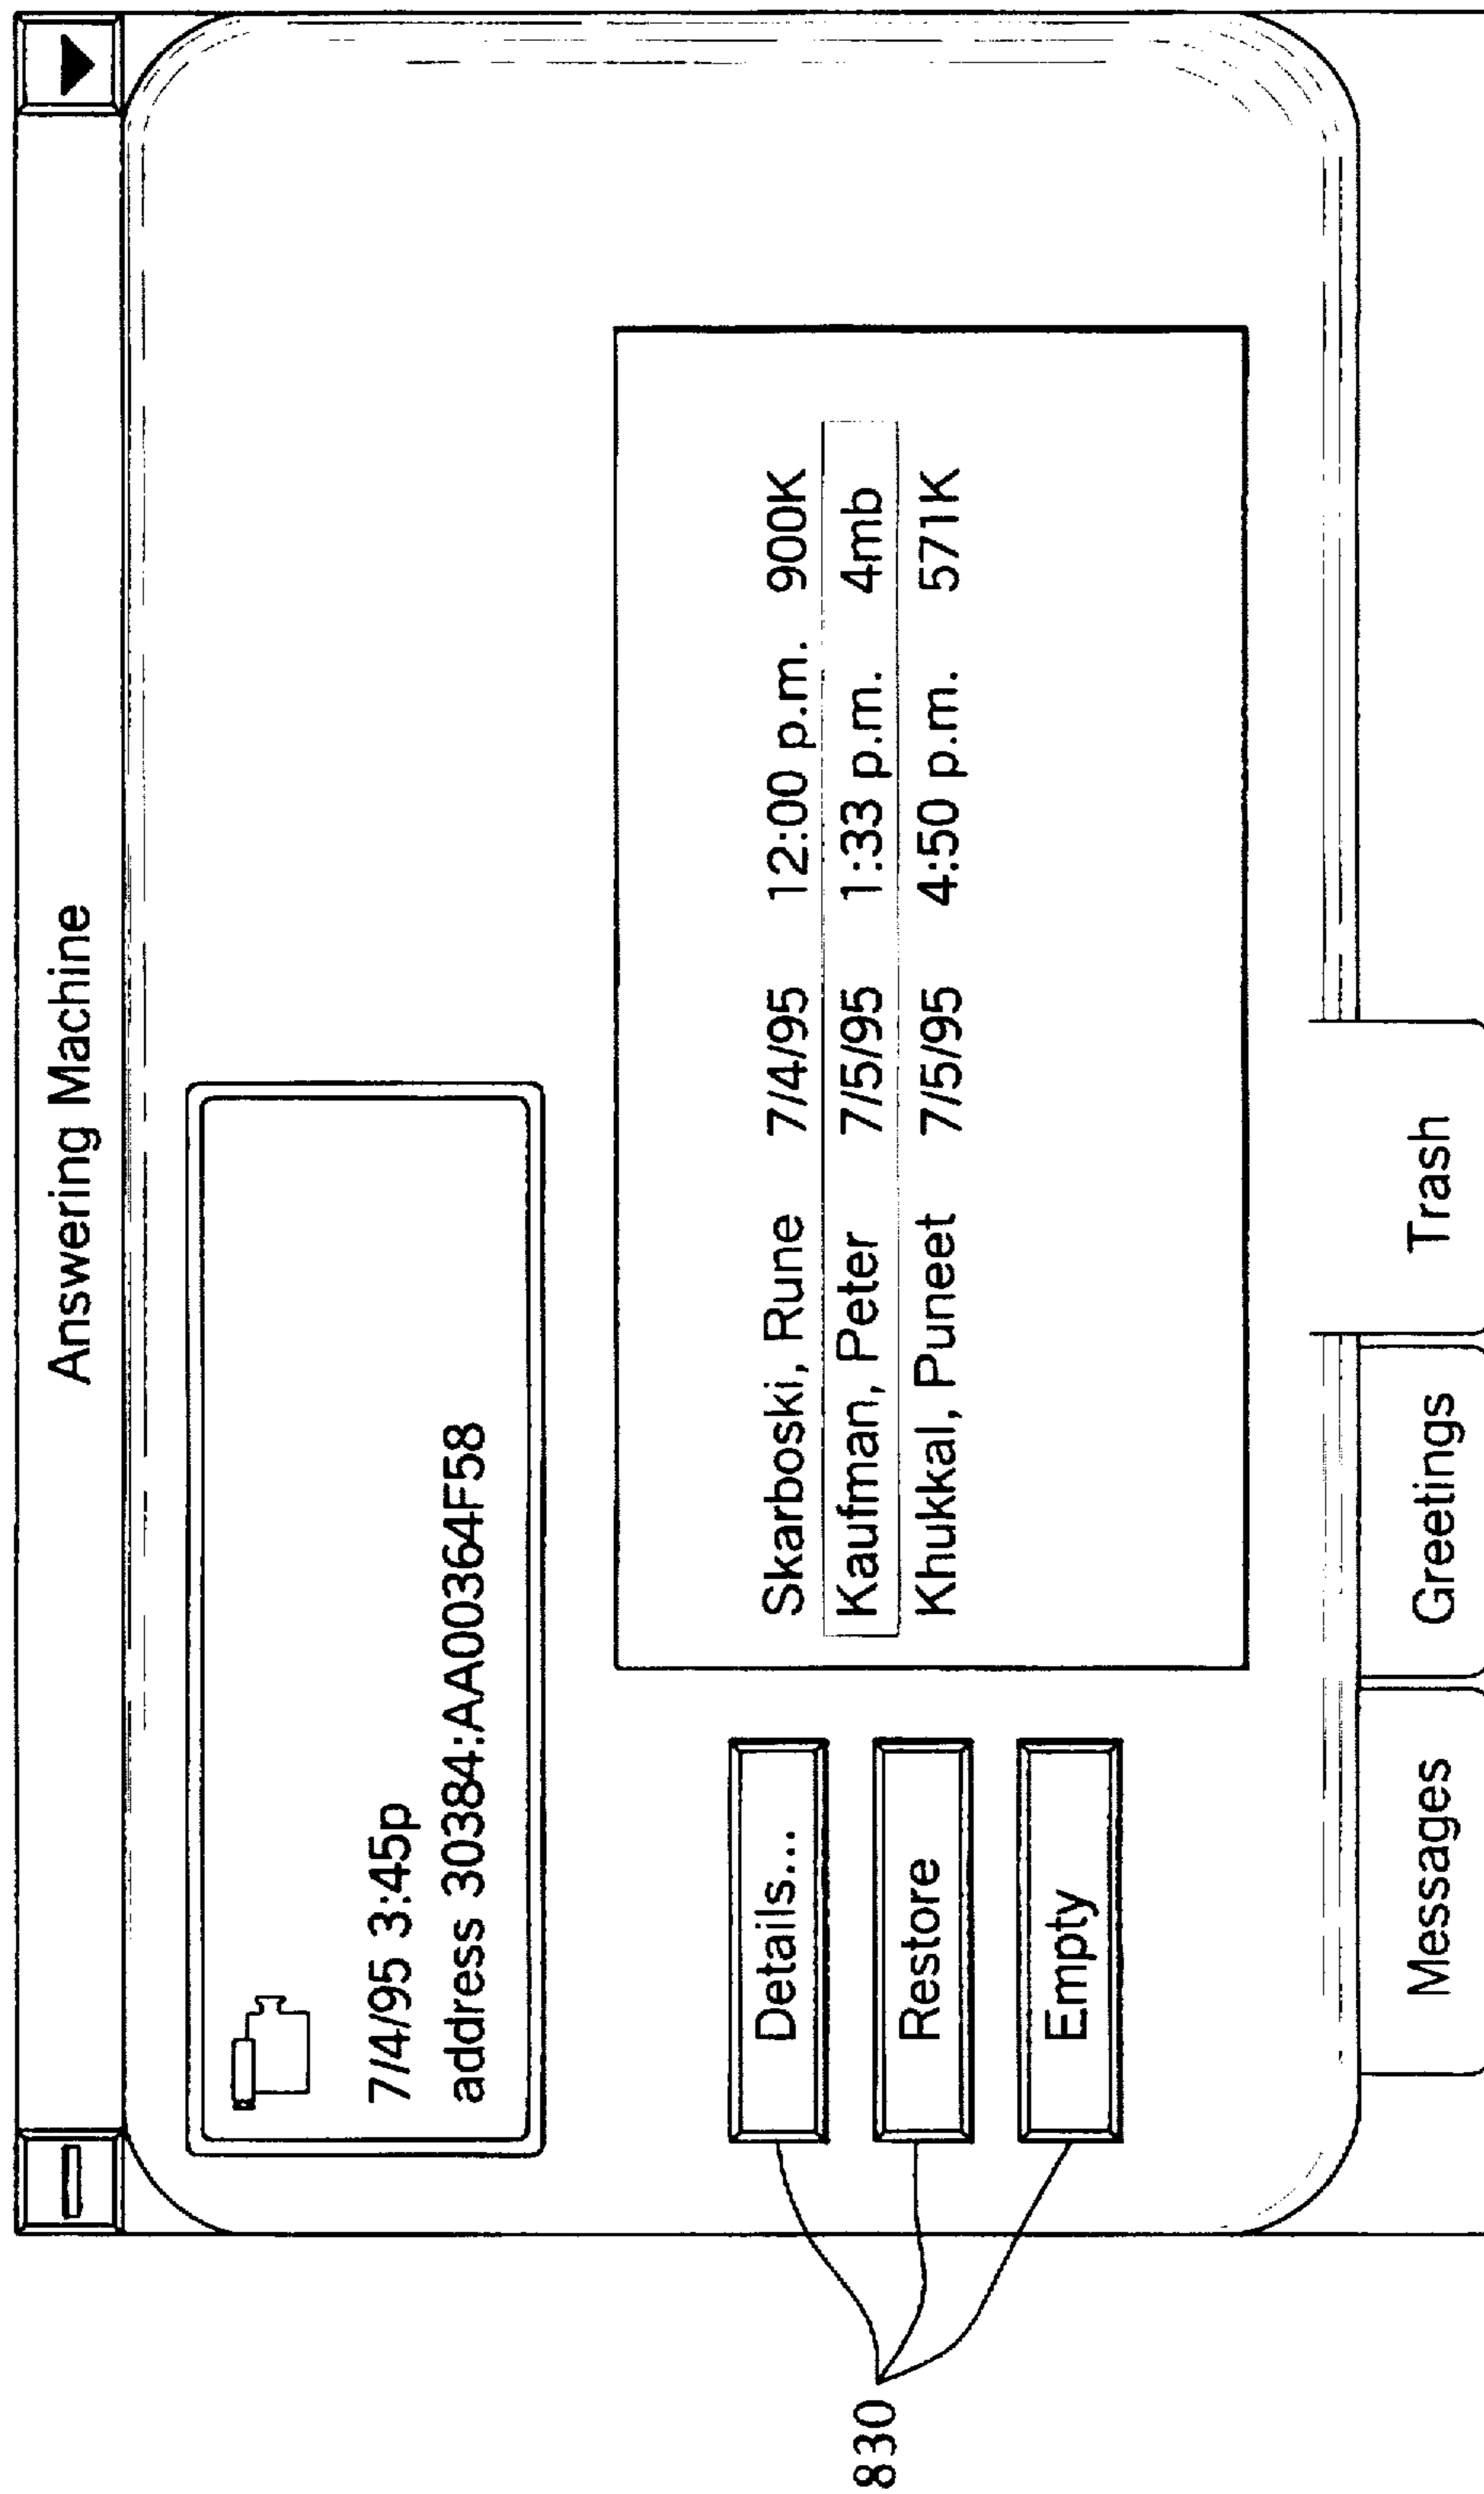 Answering Machine
7/4/95 3:45p
address 30384:AA00364F58
Details...
Restore
Empty
830
Skarboski, Rune 7/4/95 12:00 p.m. 900K
Kaufman, Peter 7/5/95 1:33 p.m. 4mb
Khukkal, Puneet 7/5/95 4:50 p.m. 571K
Messages Greetings Trash